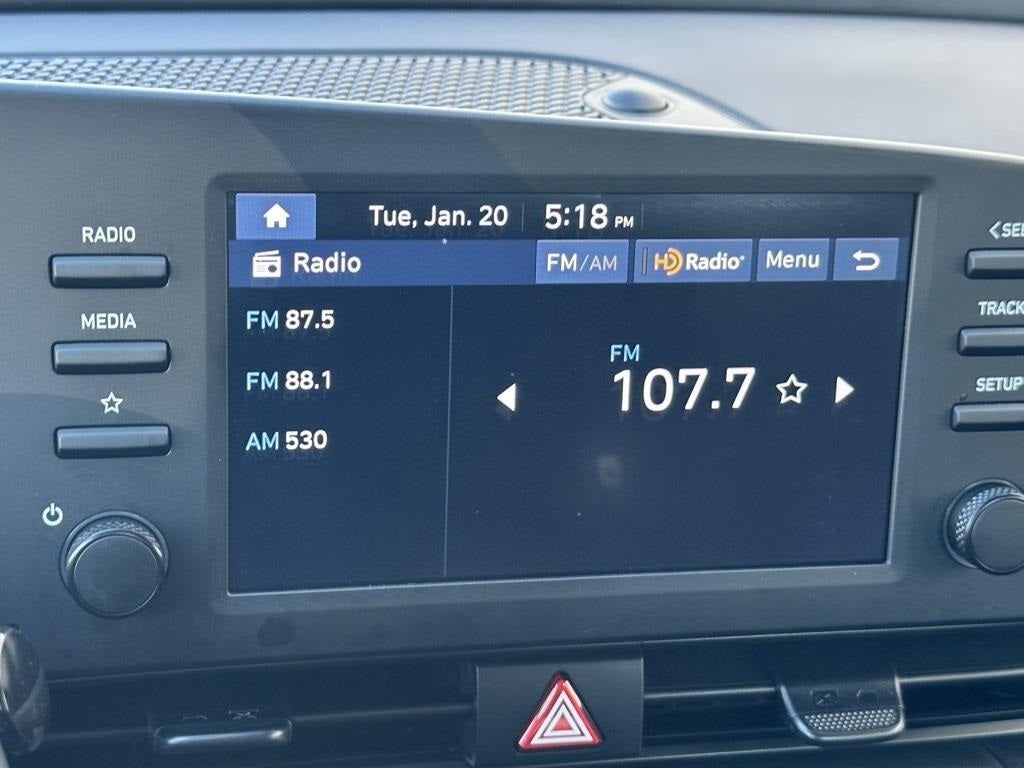 Tue, Jan. 20 5:18 PM
RADIO
Radio FM/AM HD Radio Menu
MEDIA
FM 87.5
FM 88.1
AM 530
FM
107.7
TRACK
SETUP